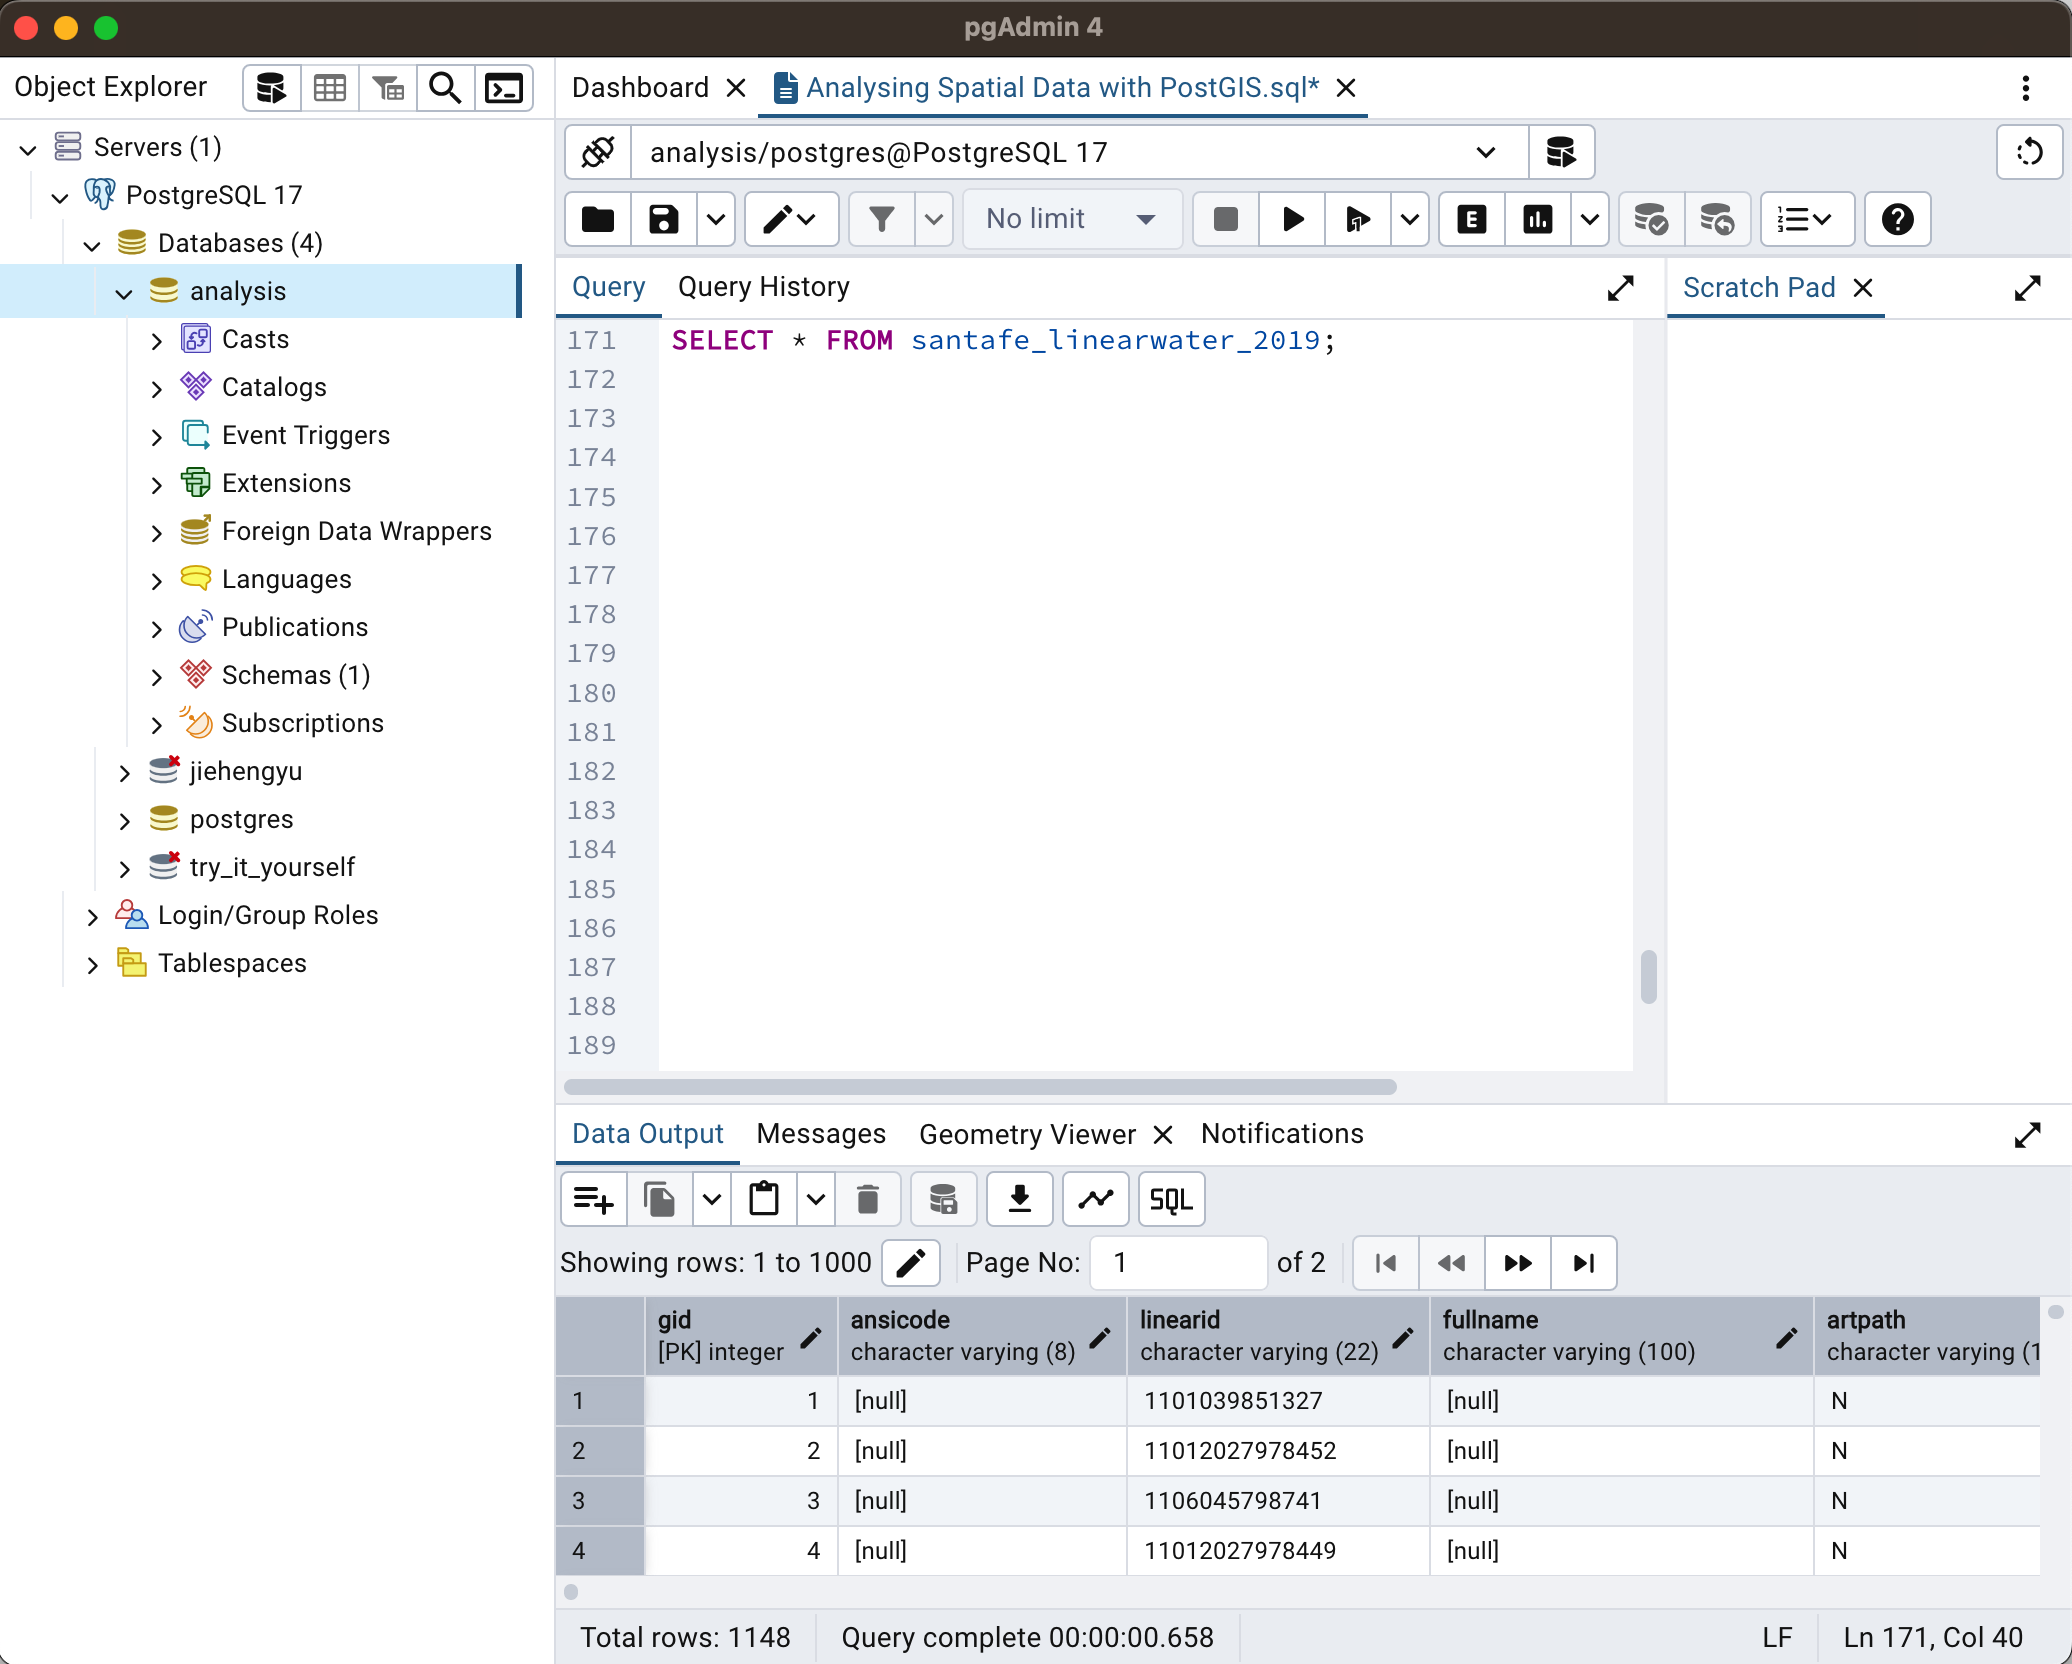 pgAdmin 4
Object Explorer
Servers (1)
PostgreSQL 17
Databases (4)
analysis
Casts
Catalogs
Event Triggers
Extensions
Foreign Data Wrappers
Languages
Publications
Schemas (1)
Subscriptions
jiehengyu
postgres
try_it_yourself
Login/Group Roles
Tablespaces
Dashboard Analysing Spatial Data with PostGIS.sql*
analysis/postgres@PostgreSQL 17
No limit E
Query Query History
171 SELECT * FROM santafe_linearwater_2019;
172
173
174
175
176
177
178
179
180
181
182
183
184
185
186
187
188
189
Scratch Pad
Data Output Messages Geometry Viewer Notifications
SQL
Showing rows: 1 to 1000 Page No: 1 of 2
gid ansicode linearid fullname artpath
[PK] integer character varying (8) character varying (22) character varying (100) character varying (1
1 1 [null] 1101039851327 [null] N
2 2 [null] 11012027978452 [null] N
3 3 [null] 1106045798741 [null] N
4 4 [null] 11012027978449 [null] N
Total rows: 1148 Query complete 00:00:00.658 LF Ln 171, Col 40